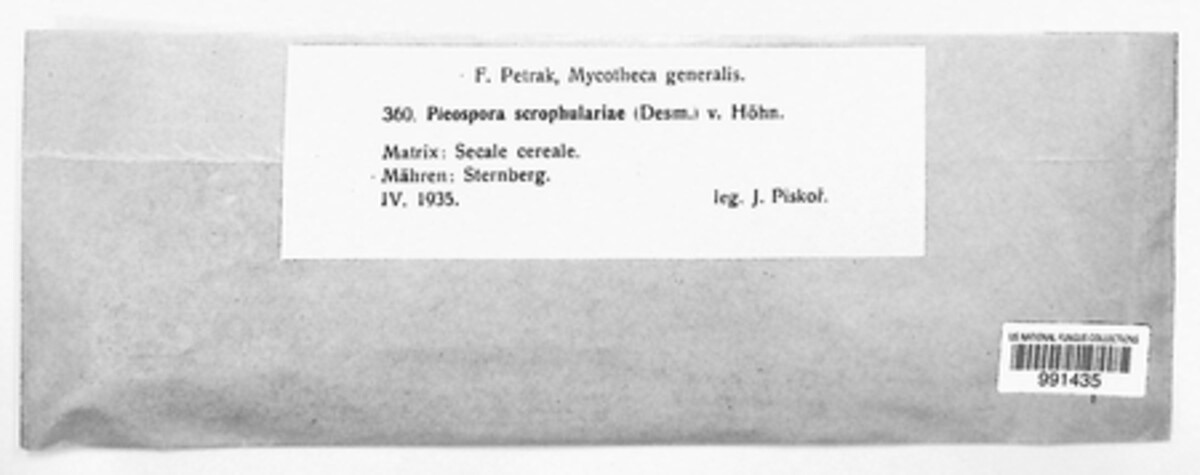 F. Petrak, Mycotheca generalis.
360. Pleospora scrophulariae (Desm.) v. Höhn.
Matrix: Secale cereale.
Mähren: Sternberg.
IV. 1935.
leg. J. Piskoř.
US NATIONAL FUNGUS COLLECTIONS
991435